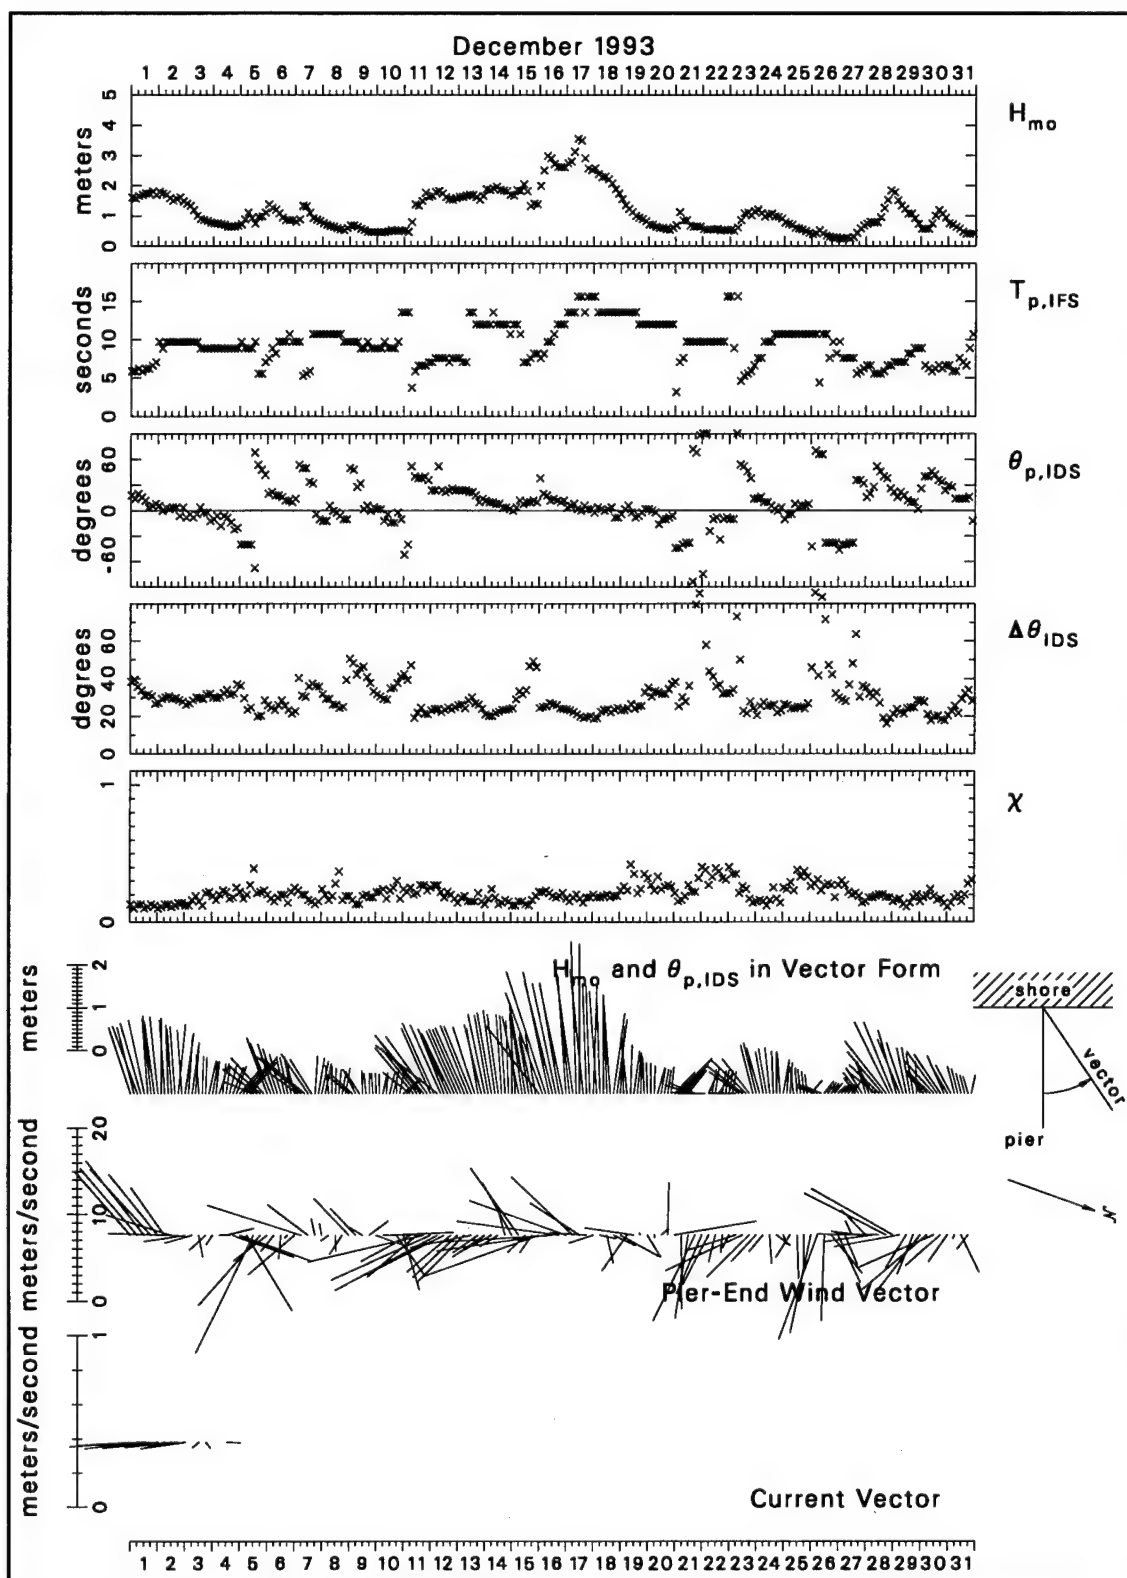 December 1993
1 2 3 4 5 6 7 8 9 10 11 12 13 14 15 16 17 18 19 20 21 22 23 24 25 26 27 28 29 30 31
5
4
3
2
1
0
meters
H_mo
15
10
5
0
seconds
T_p,IFS
60
0
-60
degrees
θ_p,IDS
60
40
20
0
degrees
Δθ_IDS
1
0
χ
2
1
0
meters
H_mo and θ_p,IDS in Vector Form
shore
vector
pier
N
20
10
0
meters/second
Pier-End Wind Vector
1
0
meters/second
Current Vector
1 2 3 4 5 6 7 8 9 10 11 12 13 14 15 16 17 18 19 20 21 22 23 24 25 26 27 28 29 30 31